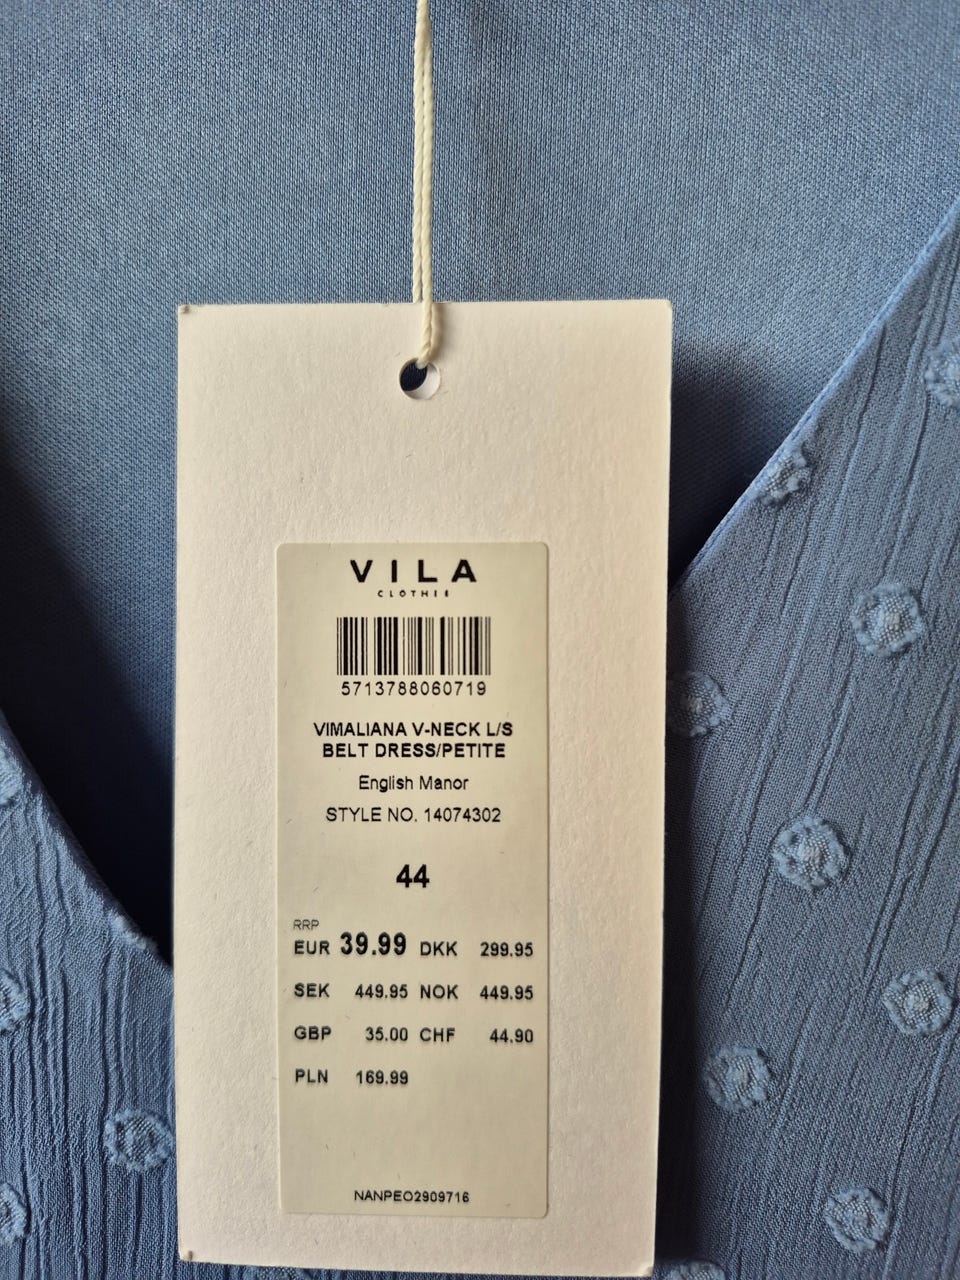 VILA
CLOTHES
5713788060719
VIMALIANA V-NECK L/S
BELT DRESS/PETITE
English Manor
STYLE NO. 14074302
44
RRP
EUR 39.99 DKK 299.95
SEK 449.95 NOK 449.95
GBP 35.00 CHF 44.90
PLN 169.99
NANPEO2909716